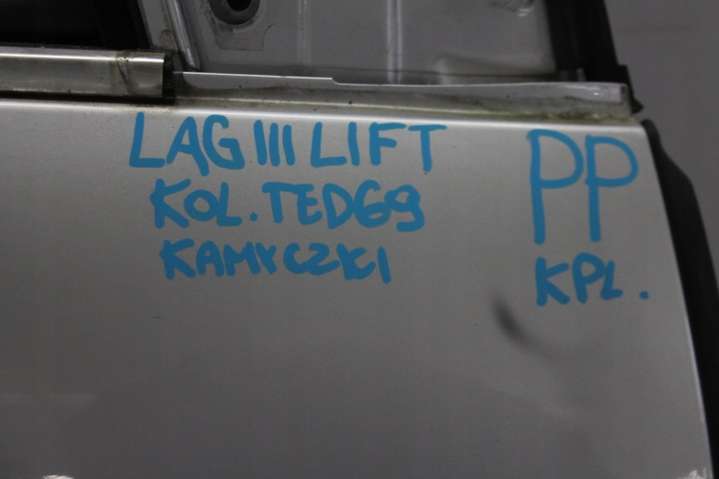 LAG III LIFT
KOL. TED69
KAMYCZKI
PP
KPL.